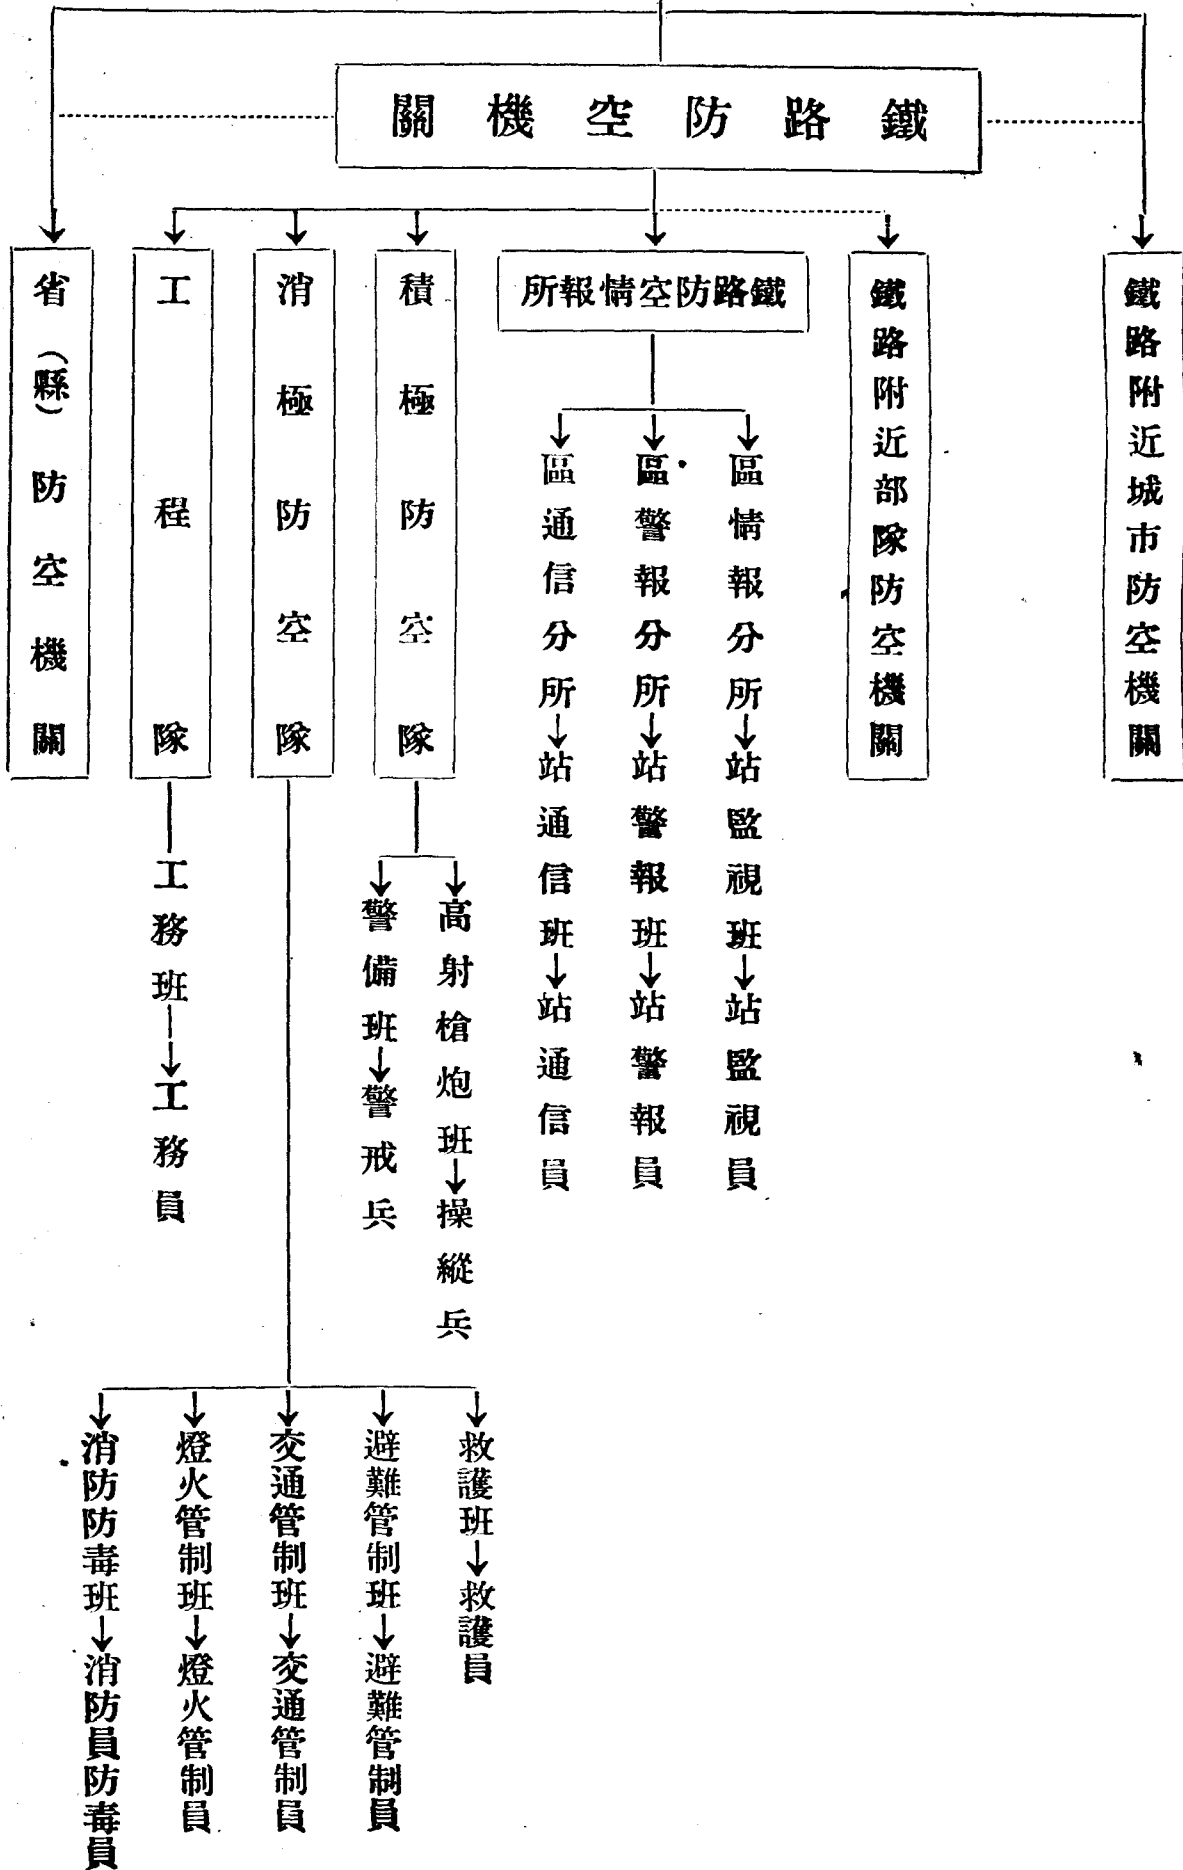 鐵路防空機關
鐵路附近城市防空機關
鐵路附近部隊防空機關
鐵路防空情報所
區情報分所→站監視班→站監視員
區警報分所→站警報班→站警報員
區通信分所→站通信班→站通信員
積極防空隊
高射槍炮班→操縱兵
警備班→警戒兵
消極防空隊
救護班→救護員
避難管制班→避難管制員
交通管制班→交通管制員
燈火管制班→燈火管制員
消防防毒班→消防員防毒員
工程隊
工務班→工務員
省(縣)防空機關